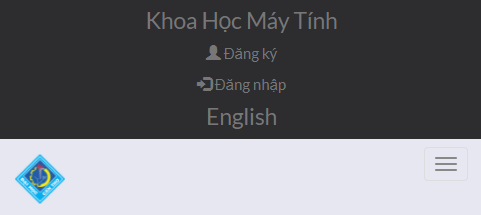 Khoa Học Máy Tính
Đăng ký
Đăng nhập
English